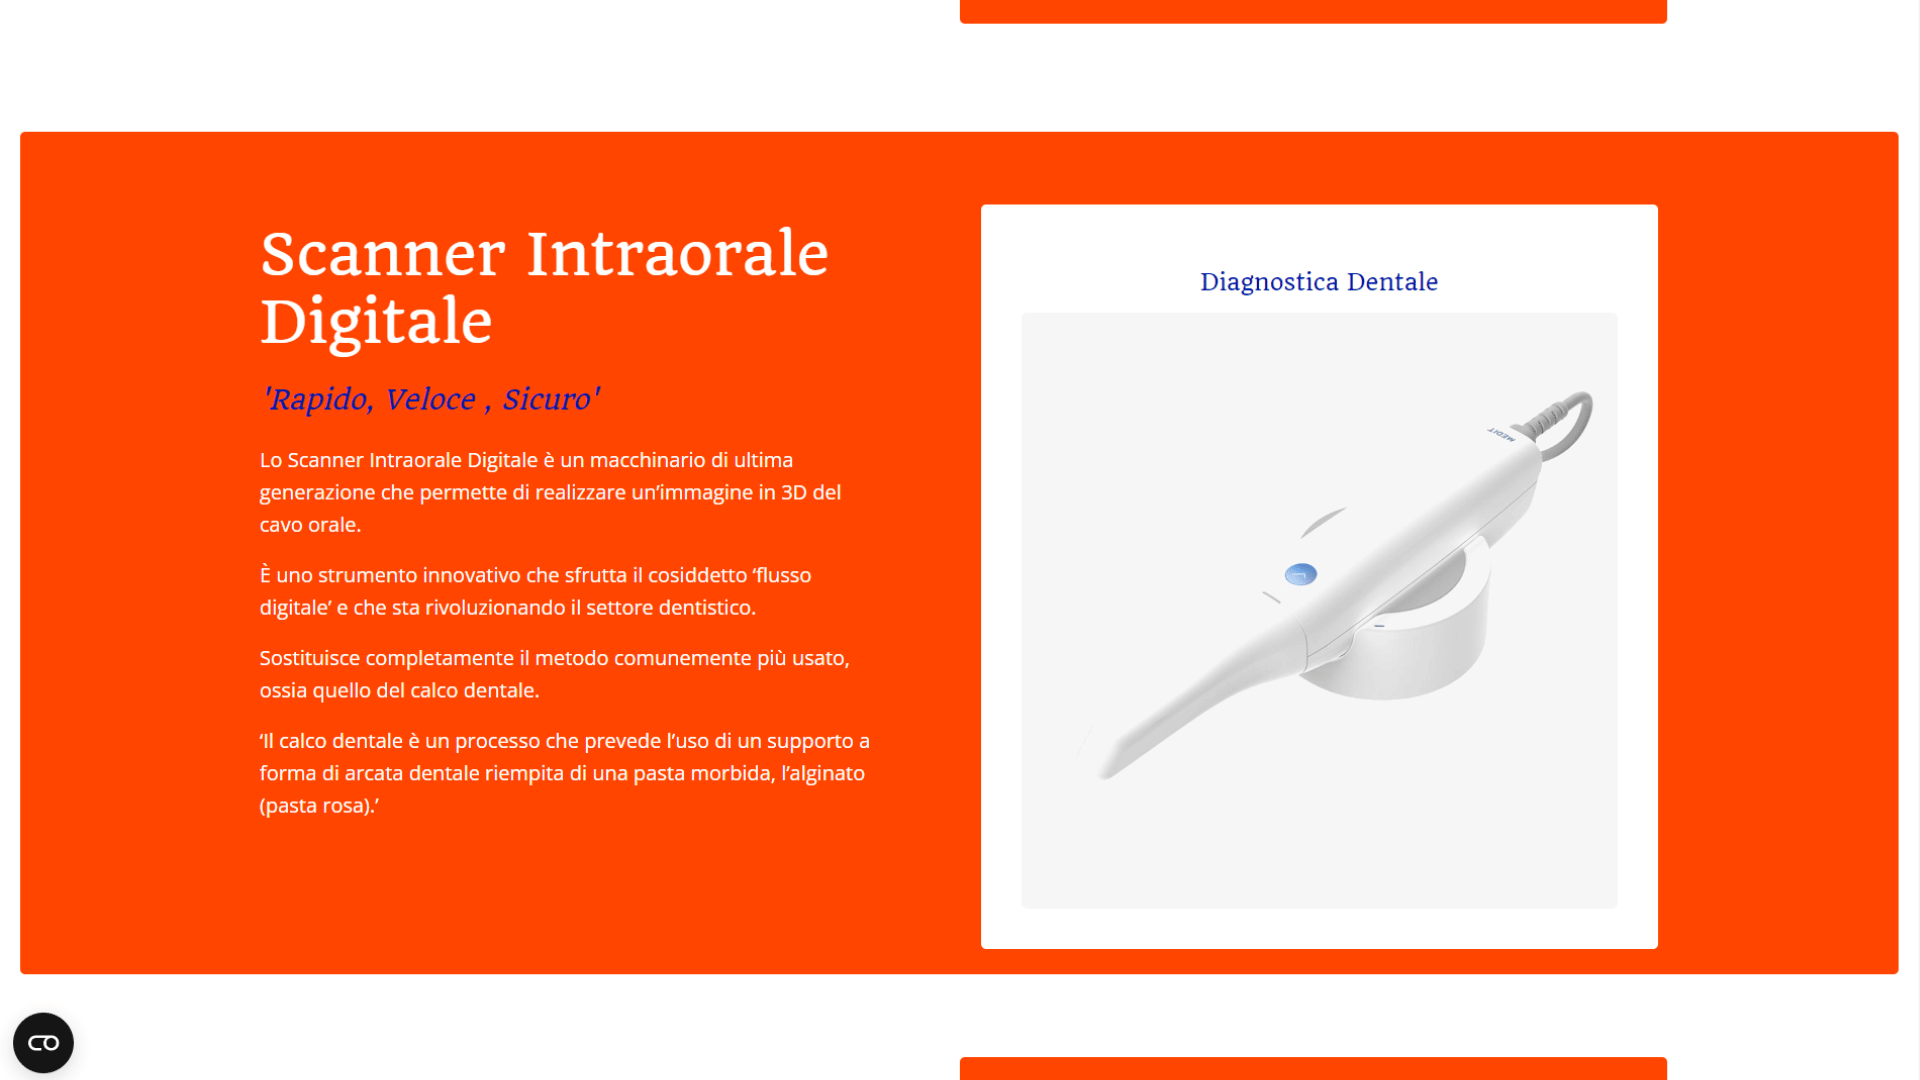 Scanner Intraorale
Digitale
'Rapido, Veloce , Sicuro'
Lo Scanner Intraorale Digitale è un macchinario di ultima
generazione che permette di realizzare un’immagine in 3D del
cavo orale.
È uno strumento innovativo che sfrutta il cosiddetto ‘flusso
digitale’ e che sta rivoluzionando il settore dentistico.
Sostituisce completamente il metodo comunemente più usato,
ossia quello del calco dentale.
‘Il calco dentale è un processo che prevede l’uso di un supporto a
forma di arcata dentale riempita di una pasta morbida, l’alginato
(pasta rosa).’
Diagnostica Dentale
MEDIT